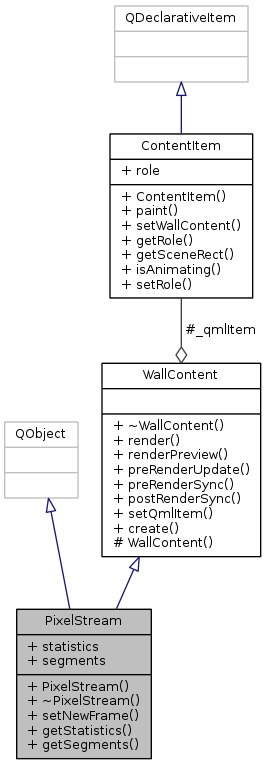 QDeclarativeItem
ContentItem
+ role
+ ContentItem()
+ paint()
+ setWallContent()
+ getRole()
+ getSceneRect()
+ isAnimating()
+ setRole()
#_qmlItem
WallContent
+ ~WallContent()
+ render()
+ renderPreview()
+ preRenderUpdate()
+ preRenderSync()
+ postRenderSync()
+ setQmlItem()
+ create()
# WallContent()
QObject
PixelStream
+ statistics
+ segments
+ PixelStream()
+ ~PixelStream()
+ setNewFrame()
+ getStatistics()
+ getSegments()